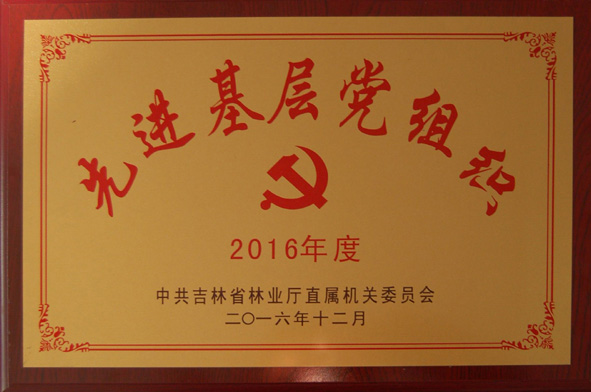 先进基层党组织
2016年度
中共吉林省林业厅直属机关委员会
二〇一六年十二月